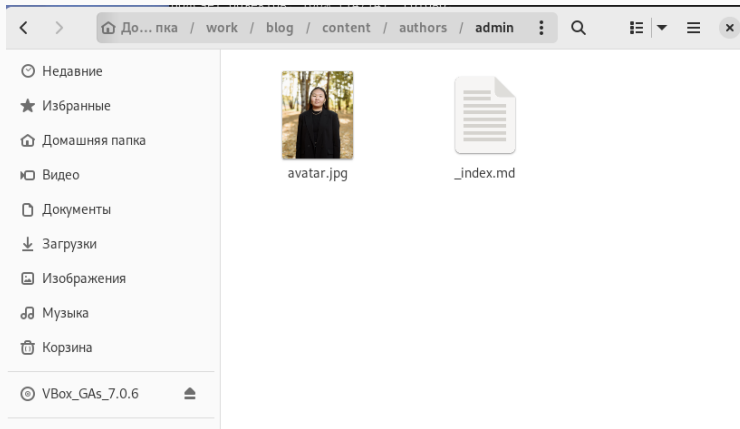 До... пка / work / blog / content / authors / admin
Недавние
Избранные
Домашняя папка
Видео
Документы
Загрузки
Изображения
Музыка
Корзина
VBox_GAs_7.0.6
avatar.jpg
_index.md